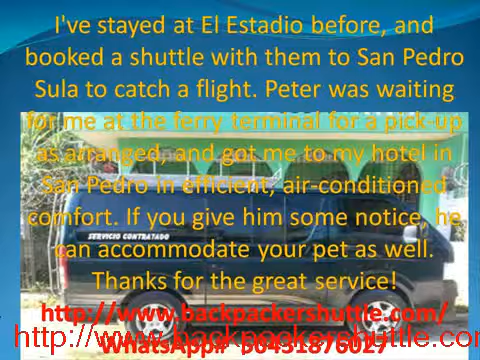 I've stayed at El Estadio before, and
booked a shuttle with them to San Pedro
Sula to catch a flight. Peter was waiting
for me at the ferry terminal for a pick-up
as arranged, and got me to my hotel in
San Pedro in efficient, air-conditioned
comfort. If you give him some notice, he
SERVICIO CONTRATADO
can accommodate your pet as well.
Thanks for the great service!
http://www.backpackershuttle.com/
http://www.backpackershuttle.com/
WhatsApp#